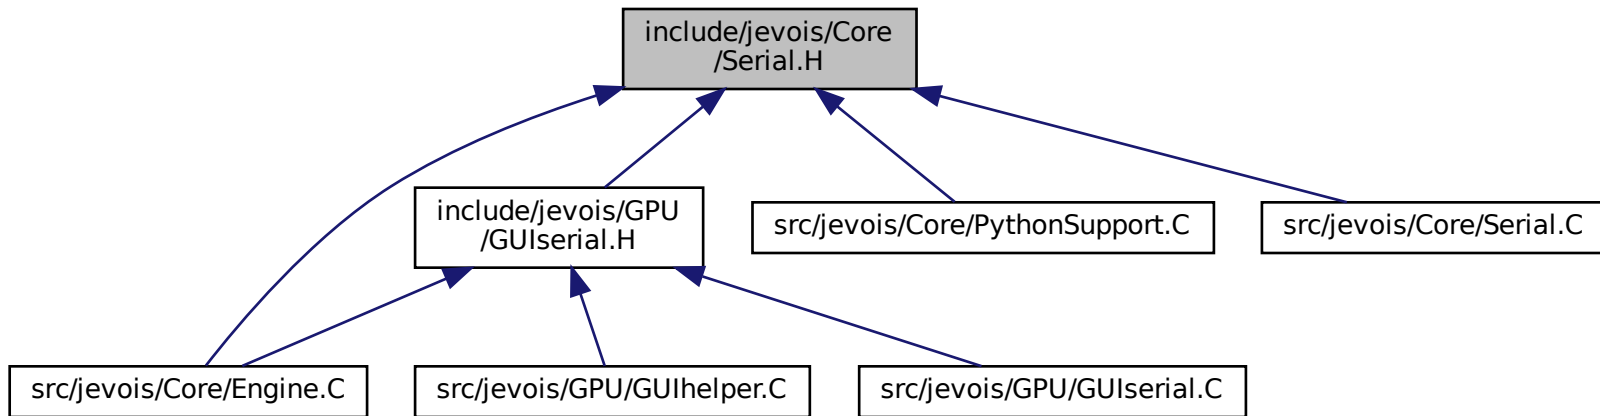 include/jevois/Core
/Serial.H
include/jevois/GPU
/GUIserial.H
src/jevois/Core/PythonSupport.C
src/jevois/Core/Serial.C
src/jevois/Core/Engine.C
src/jevois/GPU/GUIhelper.C
src/jevois/GPU/GUIserial.C